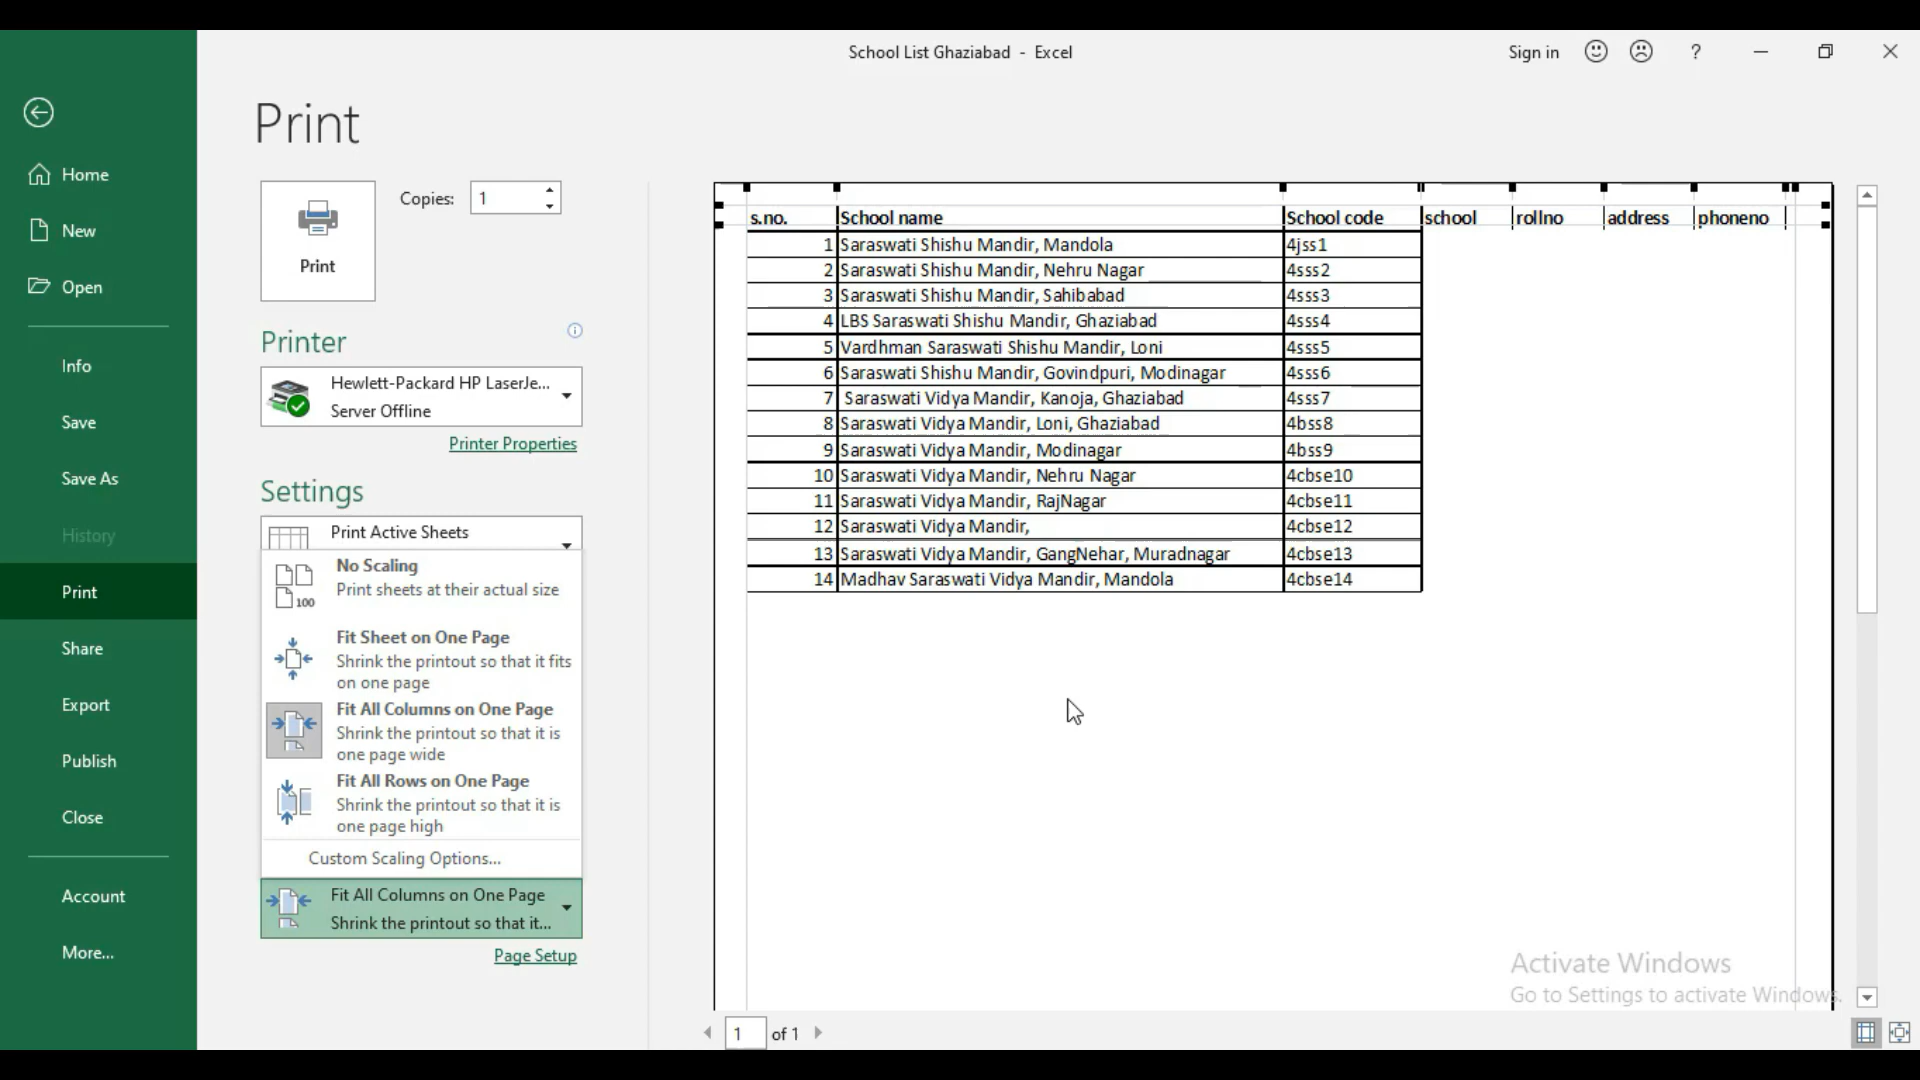 School List Ghaziabad - Excel
Sign in
?
Print
Home
New
Open
Info
Save
Save As
History
Print
Share
Export
Publish
Close
Account
More...
Print
Copies: 1
Printer
Hewlett-Packard HP LaserJe...
Server Offline
Printer Properties
Settings
Print Active Sheets
No Scaling
Print sheets at their actual size
100
Fit Sheet on One Page
Shrink the printout so that it fits
on one page
Fit All Columns on One Page
Shrink the printout so that it is
one page wide
Fit All Rows on One Page
Shrink the printout so that it is
one page high
Custom Scaling Options...
Fit All Columns on One Page
Shrink the printout so that it...
Page Setup
s.no. School name School code school rollno address phoneno
1 Saraswati Shishu Mandir, Mandola 4jss1
2 Saraswati Shishu Mandir, Nehru Nagar 4sss2
3 Saraswati Shishu Mandir, Sahibabad 4sss3
4 LBS Saraswati Shishu Mandir, Ghaziabad 4sss4
5 Vardhman Saraswati Shishu Mandir, Loni 4sss5
6 Saraswati Shishu Mandir, Govindpuri, Modinagar 4sss6
7 Saraswati Vidya Mandir, Kanoja, Ghaziabad 4sss7
8 Saraswati Vidya Mandir, Loni, Ghaziabad 4bss8
9 Saraswati Vidya Mandir, Modinagar 4bss9
10 Saraswati Vidya Mandir, Nehru Nagar 4cbse10
11 Saraswati Vidya Mandir, RajNagar 4cbse11
12 Saraswati Vidya Mandir, 4cbse12
13 Saraswati Vidya Mandir, GangNehar, Muradnagar 4cbse13
14 Madhav Saraswati Vidya Mandir, Mandola 4cbse14
Activate Windows
Go to Settings to activate Windows.
1 of 1